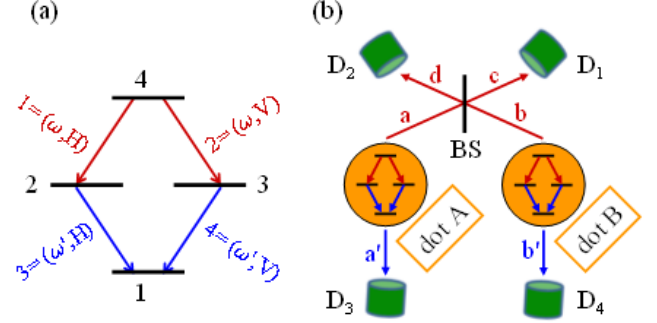 (a)
4
1=(ω,H)
2=(ω,V)
2
3
3=(ω',H)
4=(ω',V)
1
(b)
D₂
D₁
d
c
a
b
BS
dot A
dot B
a'
b'
D₃
D₄